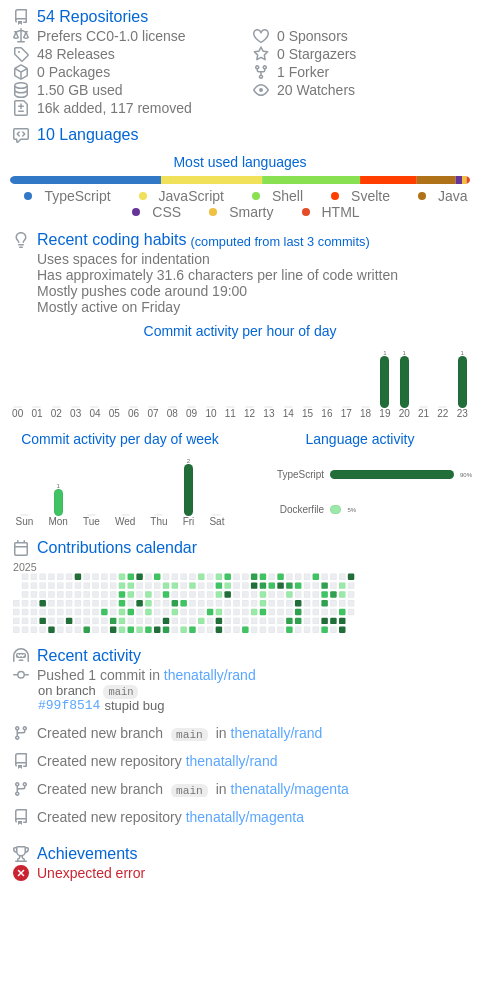 54 Repositories
Prefers CC0-1.0 license
0 Sponsors
48 Releases
0 Stargazers
0 Packages
1 Forker
1.50 GB used
20 Watchers
16k added, 117 removed
10 Languages
Most used languages
TypeScript JavaScript Shell Svelte Java
CSS Smarty HTML
Recent coding habits (computed from last 3 commits)
Uses spaces for indentation
Has approximately 31.6 characters per line of code written
Mostly pushes code around 19:00
Mostly active on Friday
Commit activity per hour of day
1 1 1
00 01 02 03 04 05 06 07 08 09 10 11 12 13 14 15 16 17 18 19 20 21 22 23
Commit activity per day of week
2
1
Sun Mon Tue Wed Thu Fri Sat
Language activity
TypeScript 90%
Dockerfile 5%
Contributions calendar
2025
Recent activity
Pushed 1 commit in thenatally/rand
on branch main
#99f8514 stupid bug
Created new branch main in thenatally/rand
Created new repository thenatally/rand
Created new branch main in thenatally/magenta
Created new repository thenatally/magenta
Achievements
Unexpected error